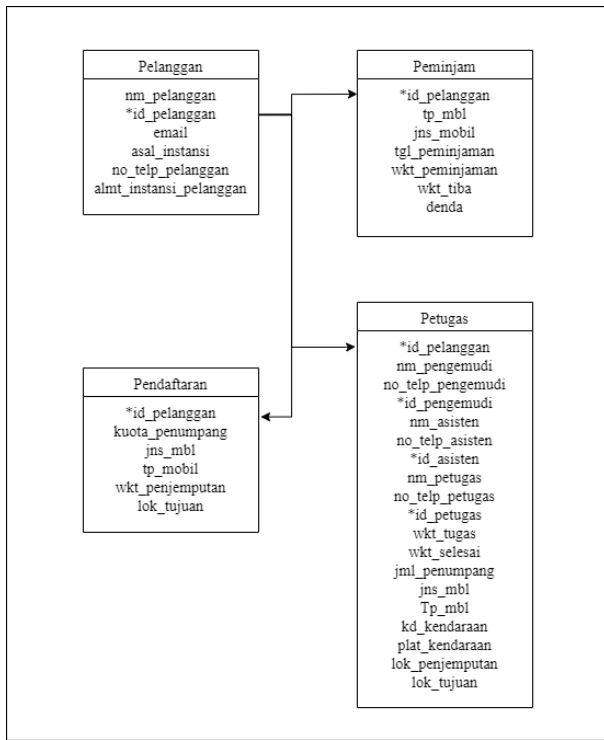 Pelanggan
nm_pelanggan
*id_pelanggan
email
asal_instansi
no_telp_pelanggan
almt_instansi_pelanggan
Peminjam
*id_pelanggan
tp_mbl
jns_mobil
tgl_peminjaman
wkt_peminjaman
wkt_tiba
denda
Pendaftaran
*id_pelanggan
kuota_penumpang
jns_mbl
tp_mobil
wkt_penjemputan
lok_tujuan
Petugas
*id_pelanggan
nm_pengemudi
no_telp_pengemudi
*id_pengemudi
nm_asisten
no_telp_asisten
*id_asisten
nm_petugas
no_telp_petugas
*id_petugas
wkt_tugas
wkt_selesai
jml_penumpang
jns_mbl
Tp_mbl
kd_kendaraan
plat_kendaraan
lok_penjemputan
lok_tujuan